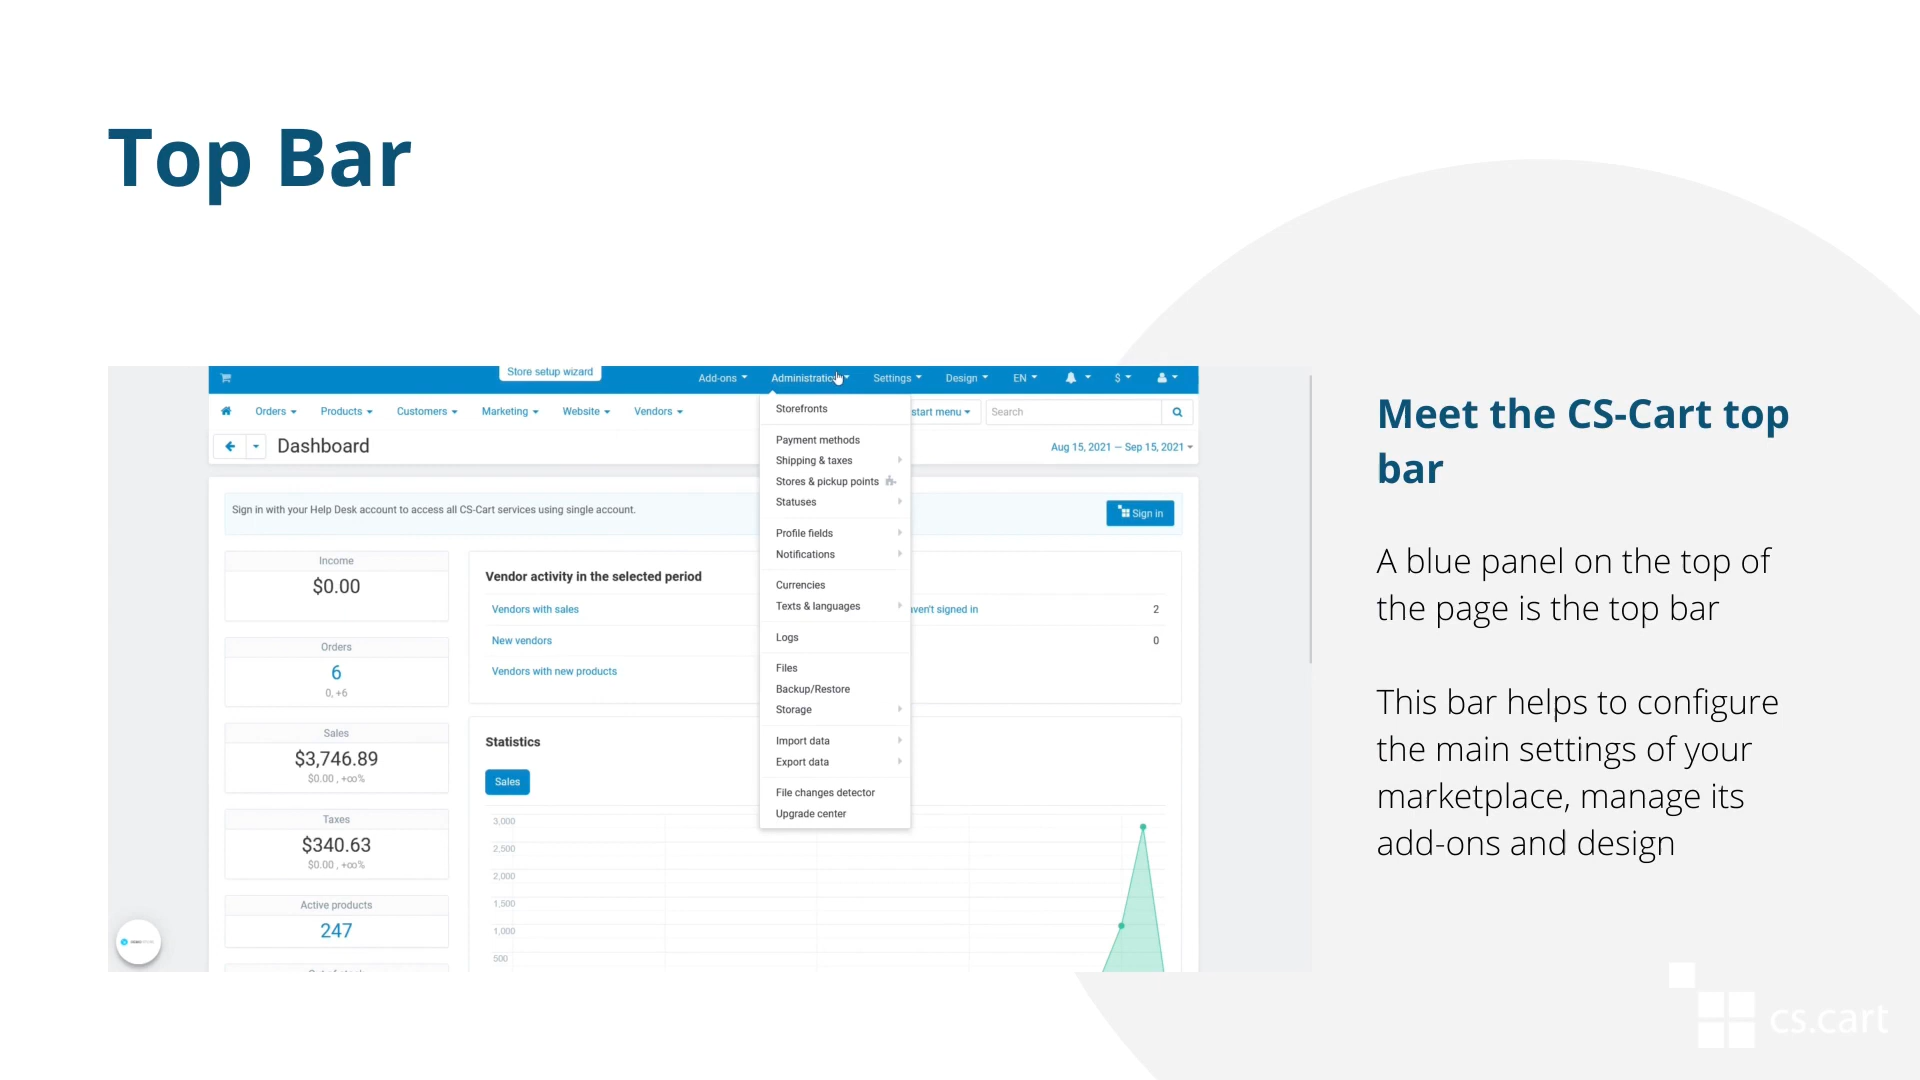 Top Bar
Store setup wizard
Add-ons
Administration
Settings
Design
EN
$
Orders
Products
Customers
Marketing
Website
Vendors
start menu
Search
Dashboard
Aug 15, 2021 — Sep 15, 2021
Storefronts
Payment methods
Shipping & taxes
Stores & pickup points
Statuses
Profile fields
Notifications
Currencies
Texts & languages
Logs
Files
Backup/Restore
Storage
Import data
Export data
File changes detector
Upgrade center
Sign in with your Help Desk account to access all CS-Cart services using single account.
Sign in
Income
$0.00
Orders
6
0, +6
Sales
$3,746.89
$0.00 , +∞%
Taxes
$340.63
$0.00 , +∞%
Active products
247
Vendor activity in the selected period
Vendors with sales
New vendors
Vendors with new products
signed in
2
0
Statistics
Sales
3,000
2,500
2,000
1,500
1,000
500
Meet the CS-Cart top
bar
A blue panel on the top of
the page is the top bar
This bar helps to configure
the main settings of your
marketplace, manage its
add-ons and design
cs.cart